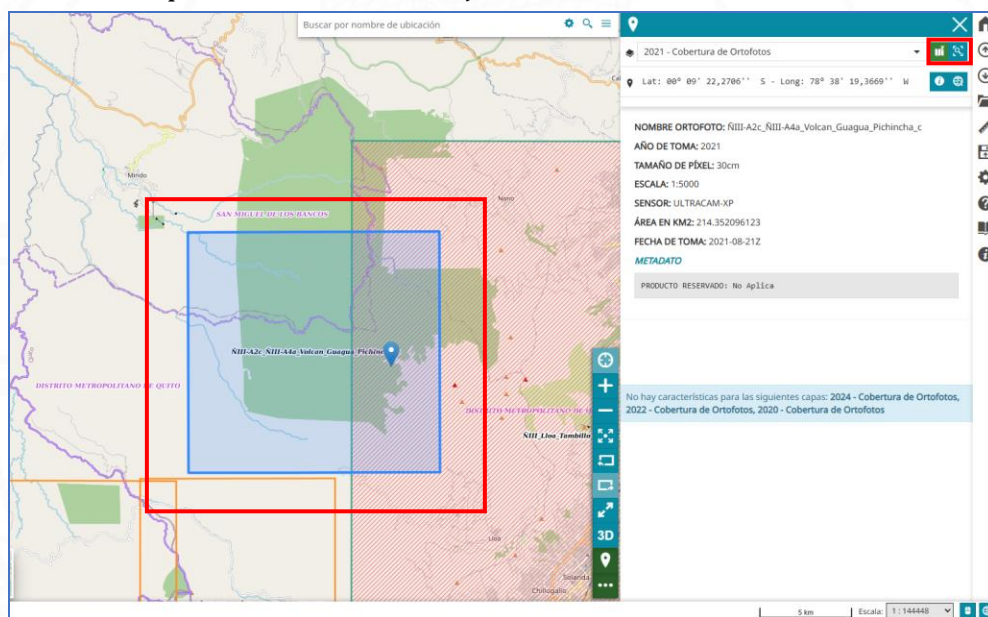 Buscar por nombre de ubicación
2021 - Cobertura de Ortofotos
Lat: 00° 09' 22,2706'' S - Long: 78° 38' 19,3669'' W
NOMBRE ORTOFOTO: ÑIII-A2c_ÑIII-A4a_Volcan_Guagua_Pichincha_c
AÑO DE TOMA: 2021
TAMAÑO DE PÍXEL: 30cm
ESCALA: 1:5000
SENSOR: ULTRACAM-XP
ÁREA EN KM2: 214.352096123
FECHA DE TOMA: 2021-08-21Z
METADATO
PRODUCTO RESERVADO: No Aplica
No hay características para las siguientes capas: 2024 - Cobertura de Ortofotos,
2022 - Cobertura de Ortofotos, 2020 - Cobertura de Ortofotos
Mindo
Nono
SAN MIGUEL DE LOS BANCOS
Quito
ÑIII-A2c_ÑIII-A4a_Volcan_Guagua_Pichinc
DISTRITO METROPOLITANO DE QUITO
DISTRITO METROPOLITANO DE Q
ÑIII_Lloa_Tambillo
Lloa
Solanda
Chillogallo
3D
5 km
Escala: 1 : 144448